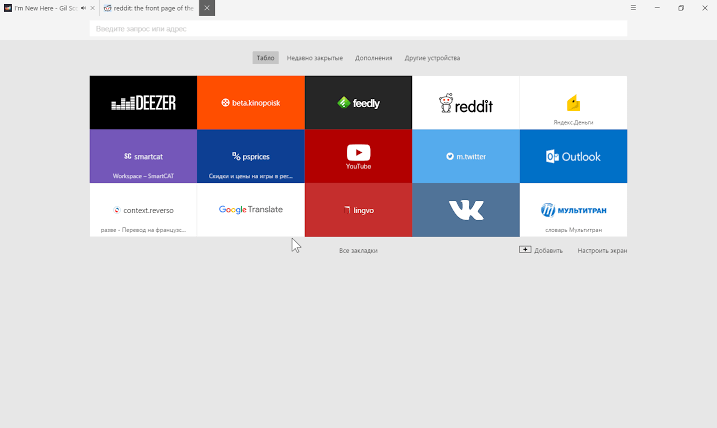 I'm New Here - Gil Sc
reddit: the front page of the
Введите запрос или адрес
Табло
Недавно закрытые
Дополнения
Другие устройства
DEEZER
beta.kinopoisk
feedly
reddit
Яндекс.Деньги
SC smartcat
Workspace – SmartCAT
psprices
Скидки и цены на игры в рег...
YouTube
m.twitter
Outlook
context.reverso
разве - Перевод на французс...
Google Translate
lingvo
МУЛЬТИТРАН
словарь Мультитран
Все закладки
Добавить
Настроить экран